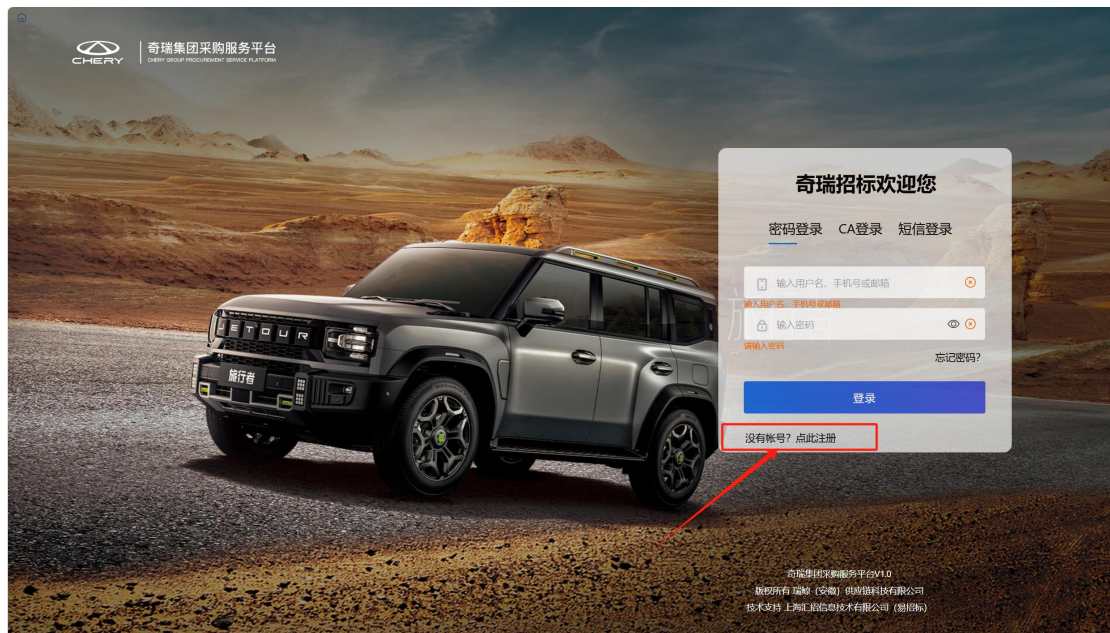 CHERY
奇瑞集团采购服务平台
CHERY GROUP PROCUREMENT SERVICE PLATFORM
奇瑞招标欢迎您
密码登录 CA登录 短信登录
输入用户名、手机号或邮箱
输入用户名、手机号或邮箱
输入密码
请输入密码
忘记密码?
登录
没有帐号? 点此注册
JETOUR
旅行者
旅
奇瑞集团采购服务平台V1.0
版权所有 瑞鲸（安徽）供应链科技有限公司
技术支持 上海汇招信息技术有限公司（易招标）